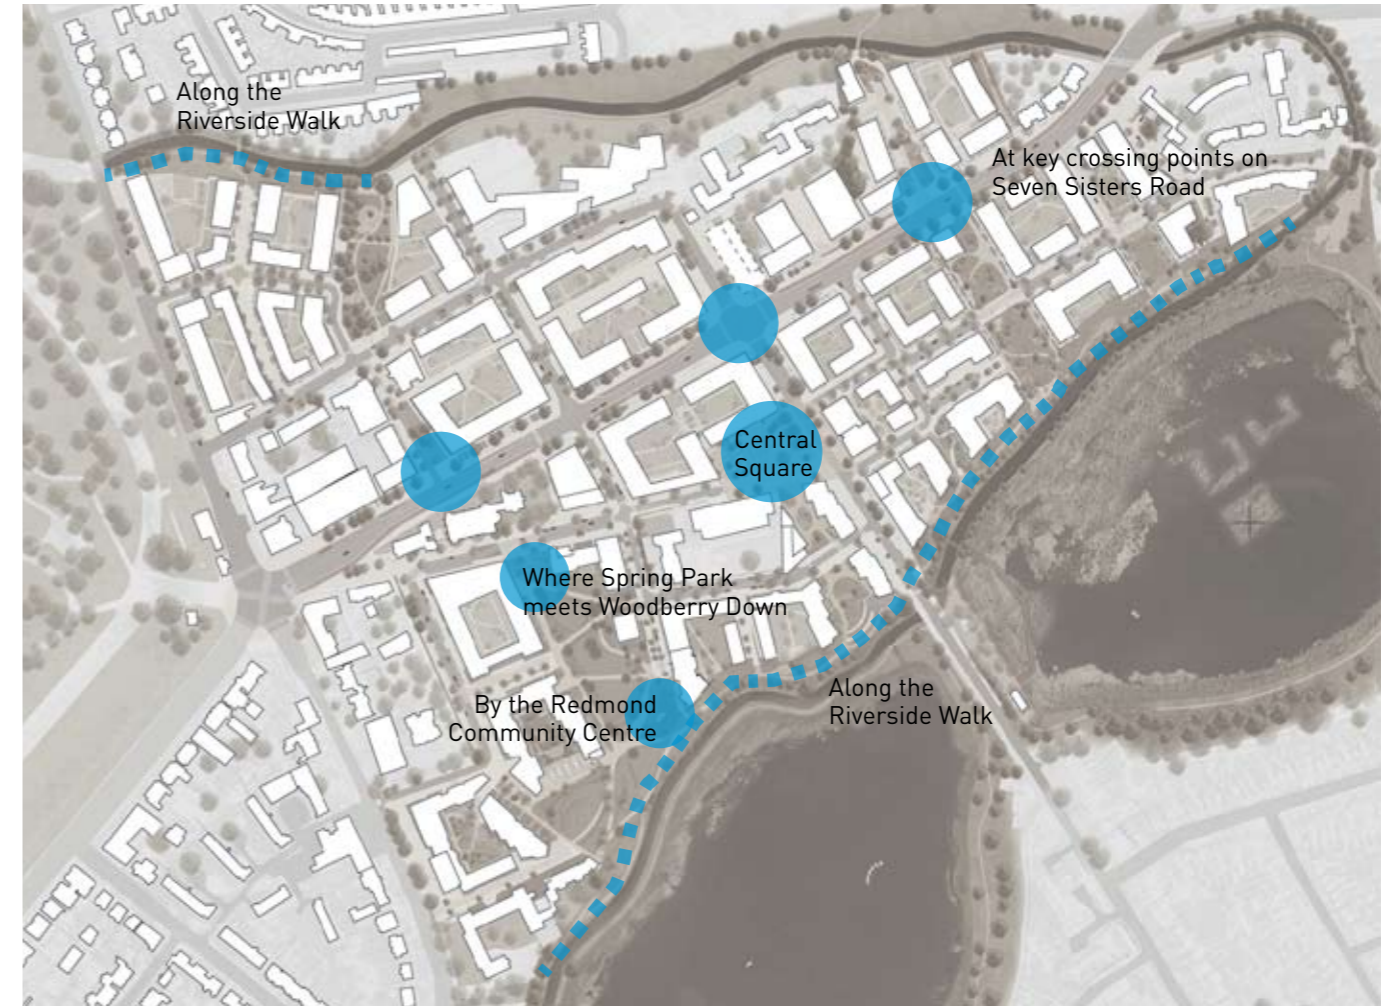 Along the
Riverside Walk
At key crossing points on
Seven Sisters Road
Central
Square
Where Spring Park
meets Woodberry Down
By the Redmond
Community Centre
Along the
Riverside Walk